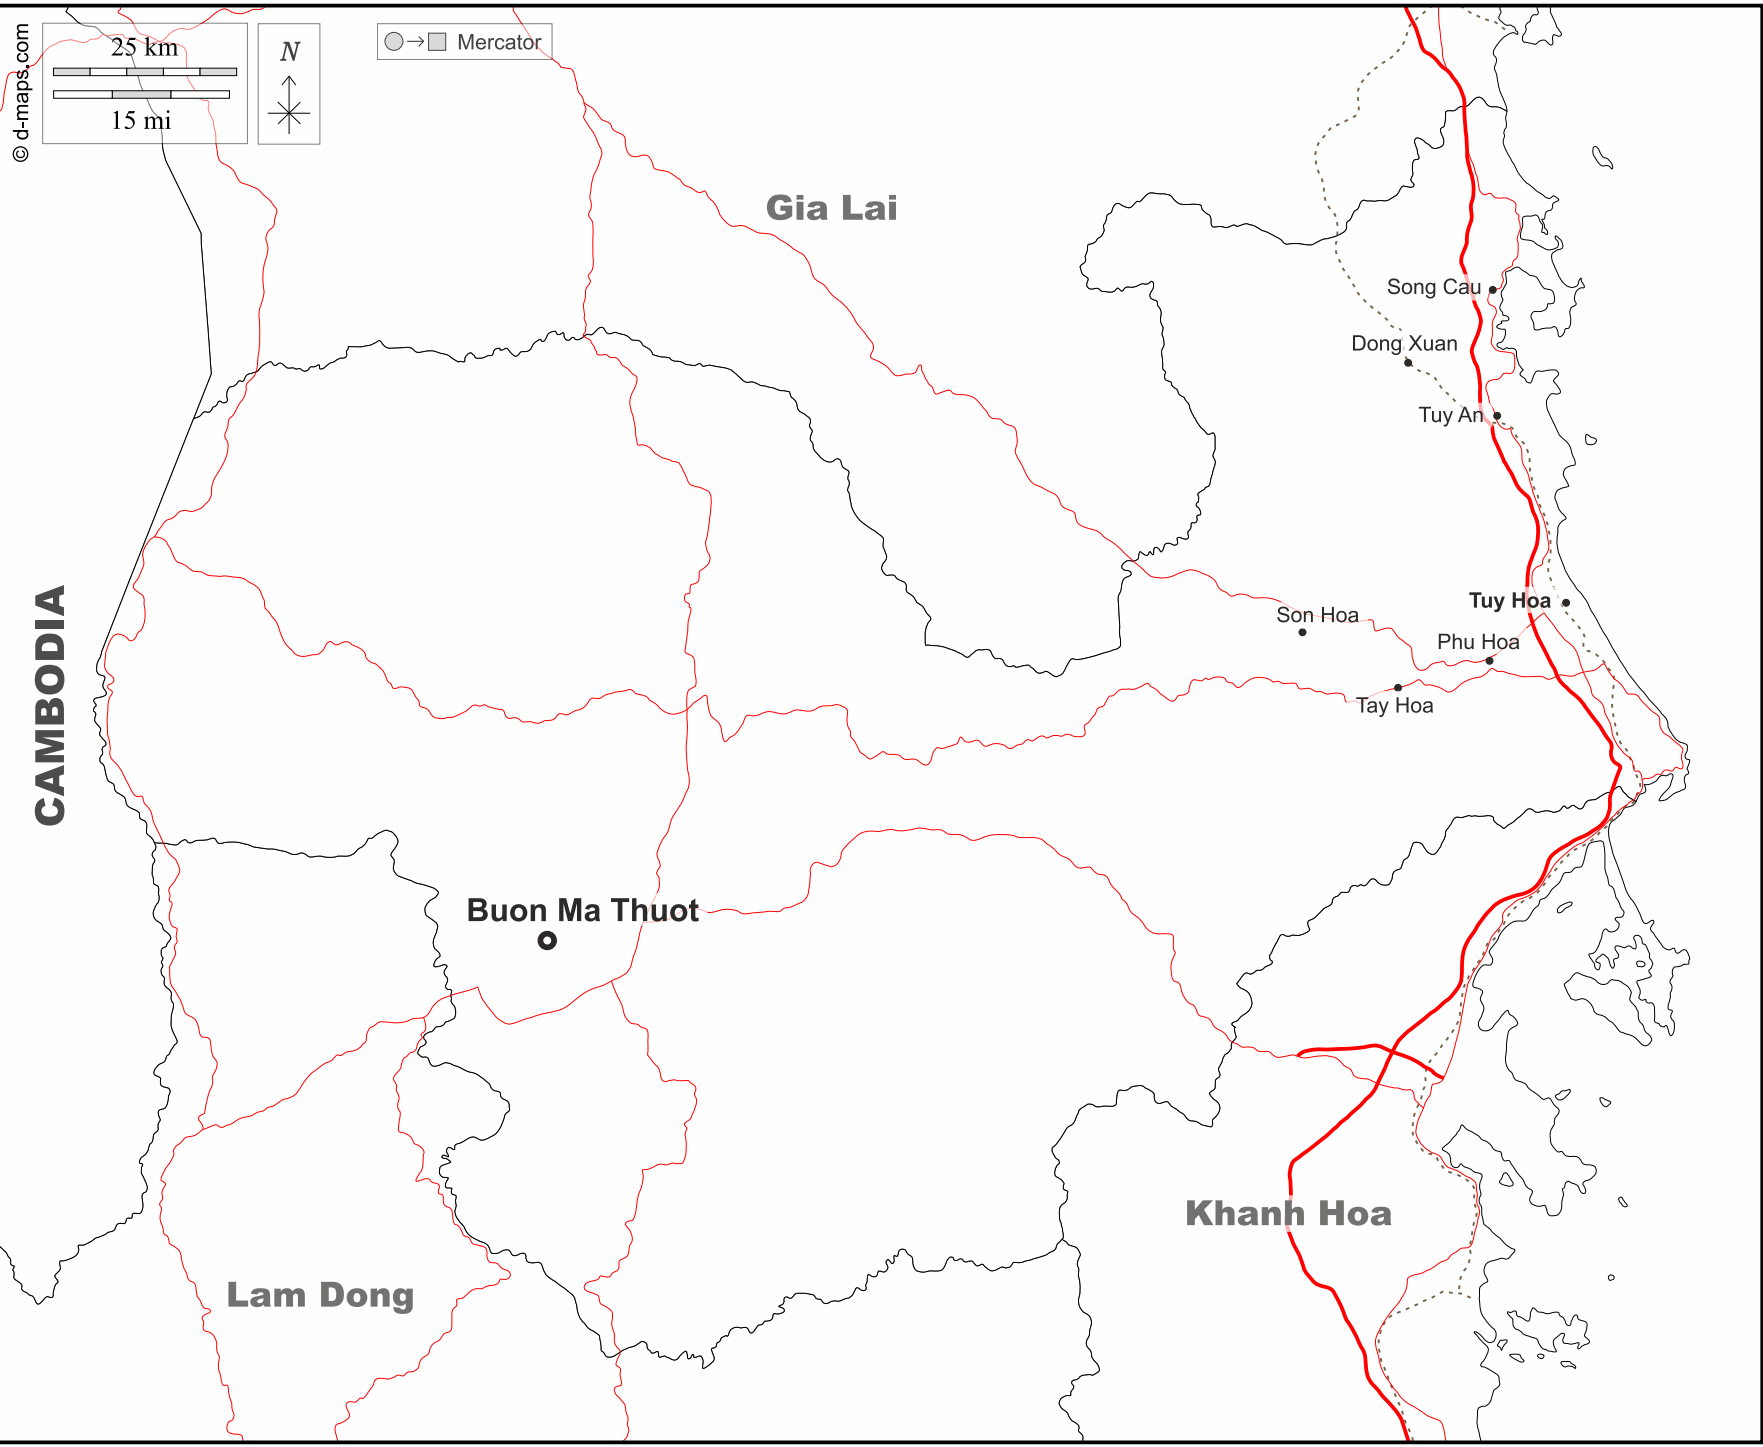 © d-maps.com
25 km
15 mi
N
Mercator
Gia Lai
Song Cau
Dong Xuan
Tuy An
CAMBODIA
Tuy Hoa
Son Hoa
Phu Hoa
Tay Hoa
Buon Ma Thuot
Khanh Hoa
Lam Dong